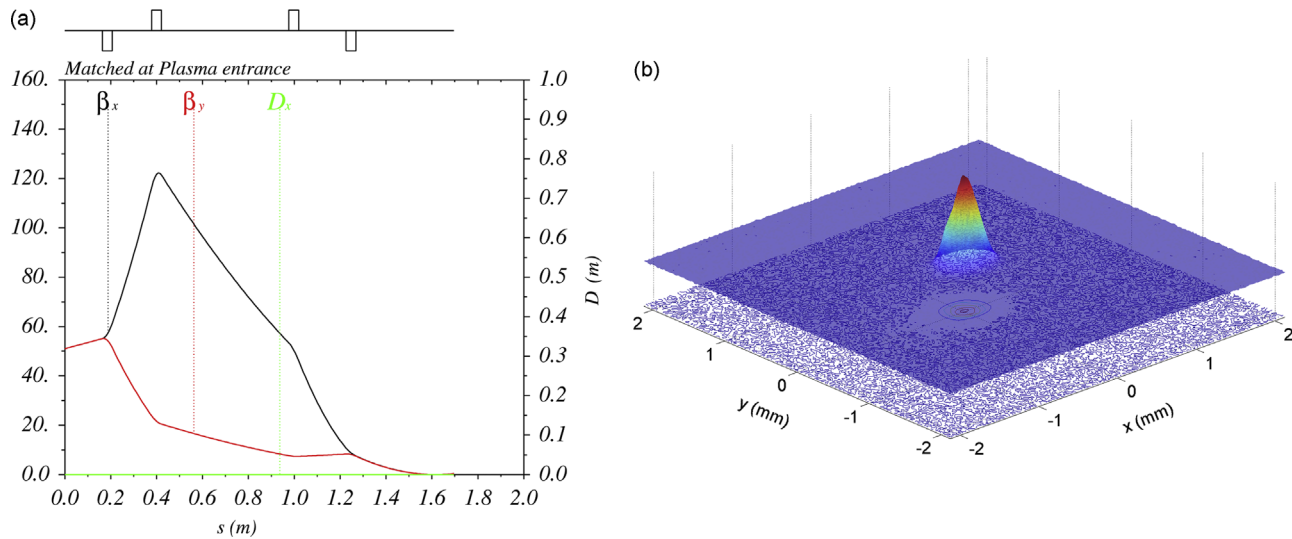 (a)
Matched at Plasma entrance
160.
140.
120.
100.
80.
60.
40.
20.
0.0
βx
βy
Dx
1.0
0.9
0.8
0.7
0.6
0.5
0.4
0.3
0.2
0.1
0.0
D (m)
0.0 0.2 0.4 0.6 0.8 1.0 1.2 1.4 1.6 1.8 2.0
s (m)
(b)
2
1
0
-1
-2
y (mm)
-2
-1
0
1
2
x (mm)